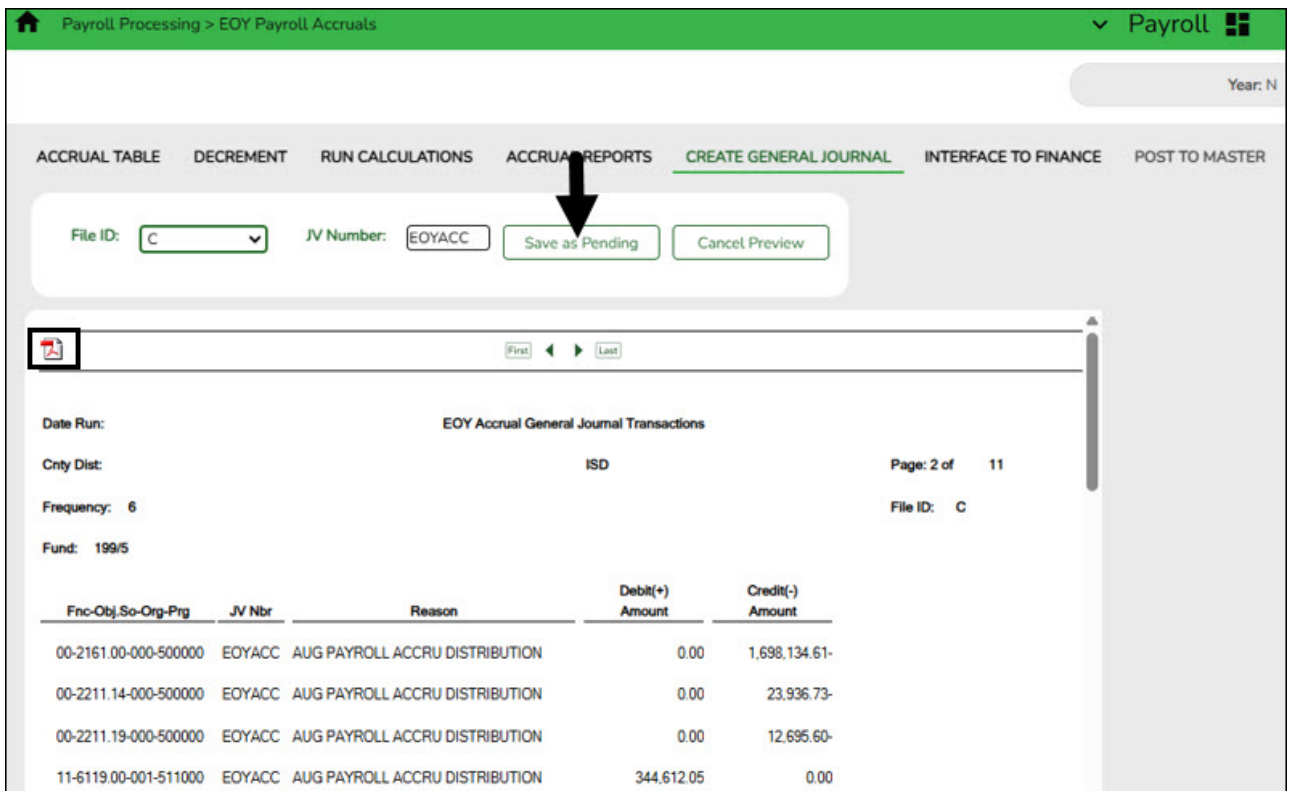 Payroll Processing > EOY Payroll Accruals
Payroll
Year: N
ACCRUAL TABLE DECREMENT RUN CALCULATIONS ACCRUAL REPORTS CREATE GENERAL JOURNAL INTERFACE TO FINANCE POST TO MASTER
File ID: C JV Number: EOYACC Save as Pending Cancel Preview
First Last
Date Run: EOY Accrual General Journal Transactions
Cnty Dist: ISD Page: 2 of 11
Frequency: 6 File ID: C
Fund: 199/5
Debit(+) Credit(-)
Fnc-Obj.So-Org-Prg JV Nbr Reason Amount Amount
00-2161.00-000-500000 EOYACC AUG PAYROLL ACCRU DISTRIBUTION 0.00 1,698,134.61-
00-2211.14-000-500000 EOYACC AUG PAYROLL ACCRU DISTRIBUTION 0.00 23,936.73-
00-2211.19-000-500000 EOYACC AUG PAYROLL ACCRU DISTRIBUTION 0.00 12,695.60-
11-6119.00-001-511000 EOYACC AUG PAYROLL ACCRU DISTRIBUTION 344,612.05 0.00